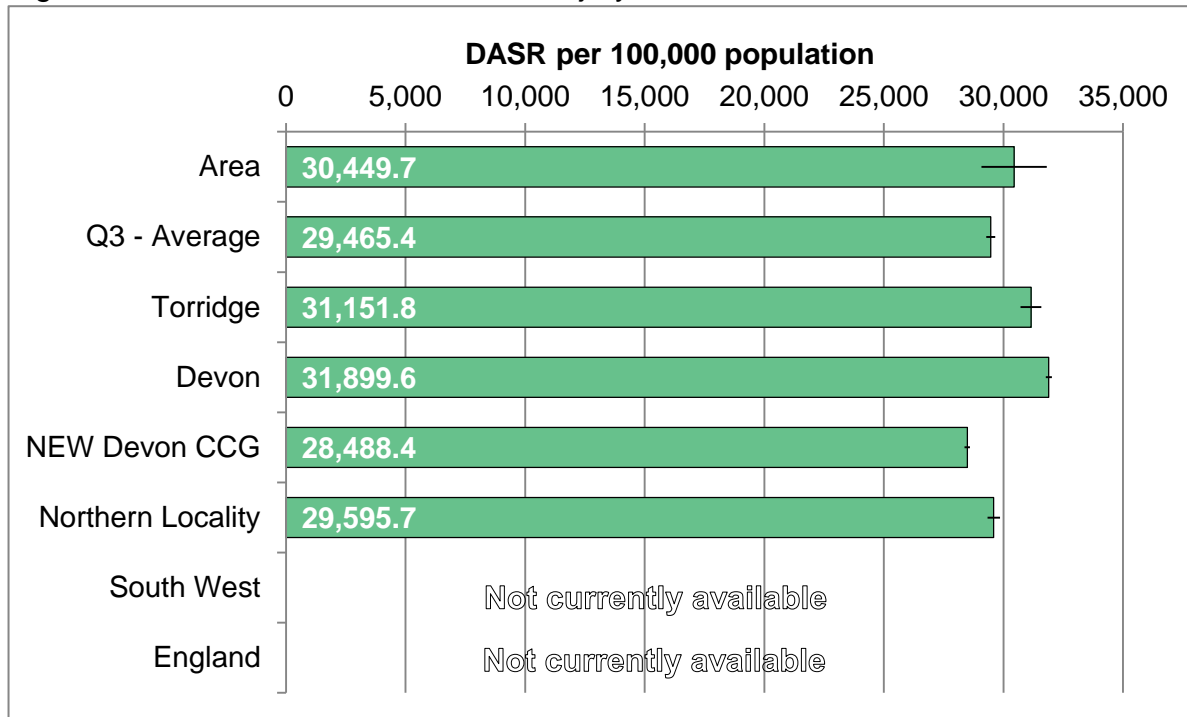 DASR per 100,000 population
0 5,000 10,000 15,000 20,000 25,000 30,000 35,000
Area 30,449.7
Q3 - Average 29,465.4
Torridge 31,151.8
Devon 31,899.6
NEW Devon CCG 28,488.4
Northern Locality 29,595.7
South West Not currently available
England Not currently available